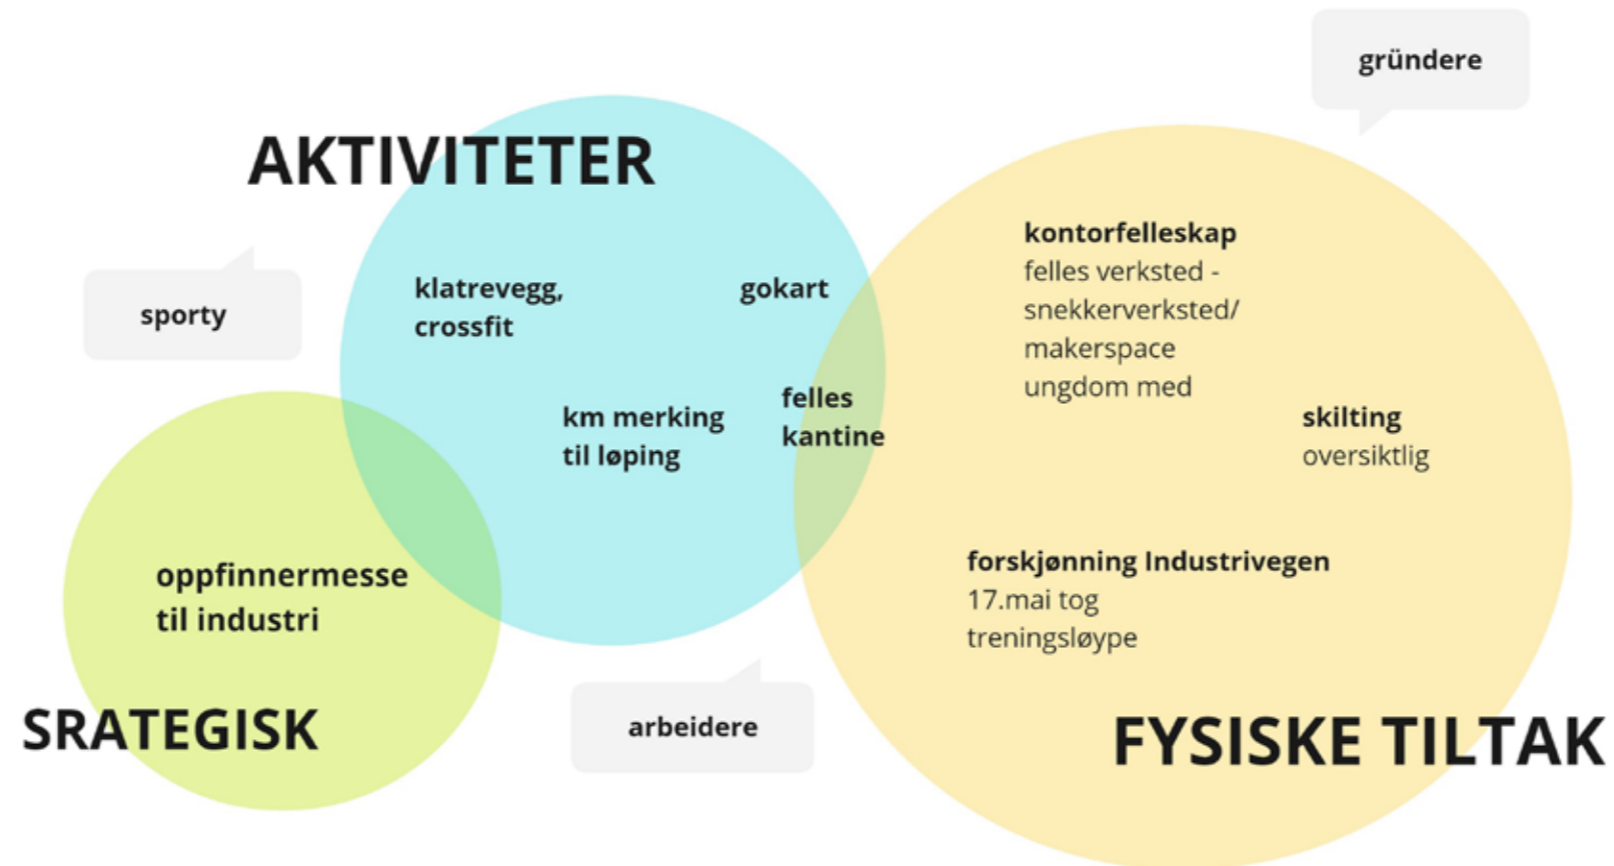 gründere
AKTIVITETER
sporty
klatrevegg,
crossfit
gokart
km merking
til løping
felles
kantine
kontorfelleskap
felles verksted -
snekkerverksted/
makerspace
ungdom med
skilting
oversiktlig
forskjønning Industrivegen
17.mai tog
treningsløype
oppfinnermesse
til industri
SRATEGISK
arbeidere
FYSISKE TILTAK